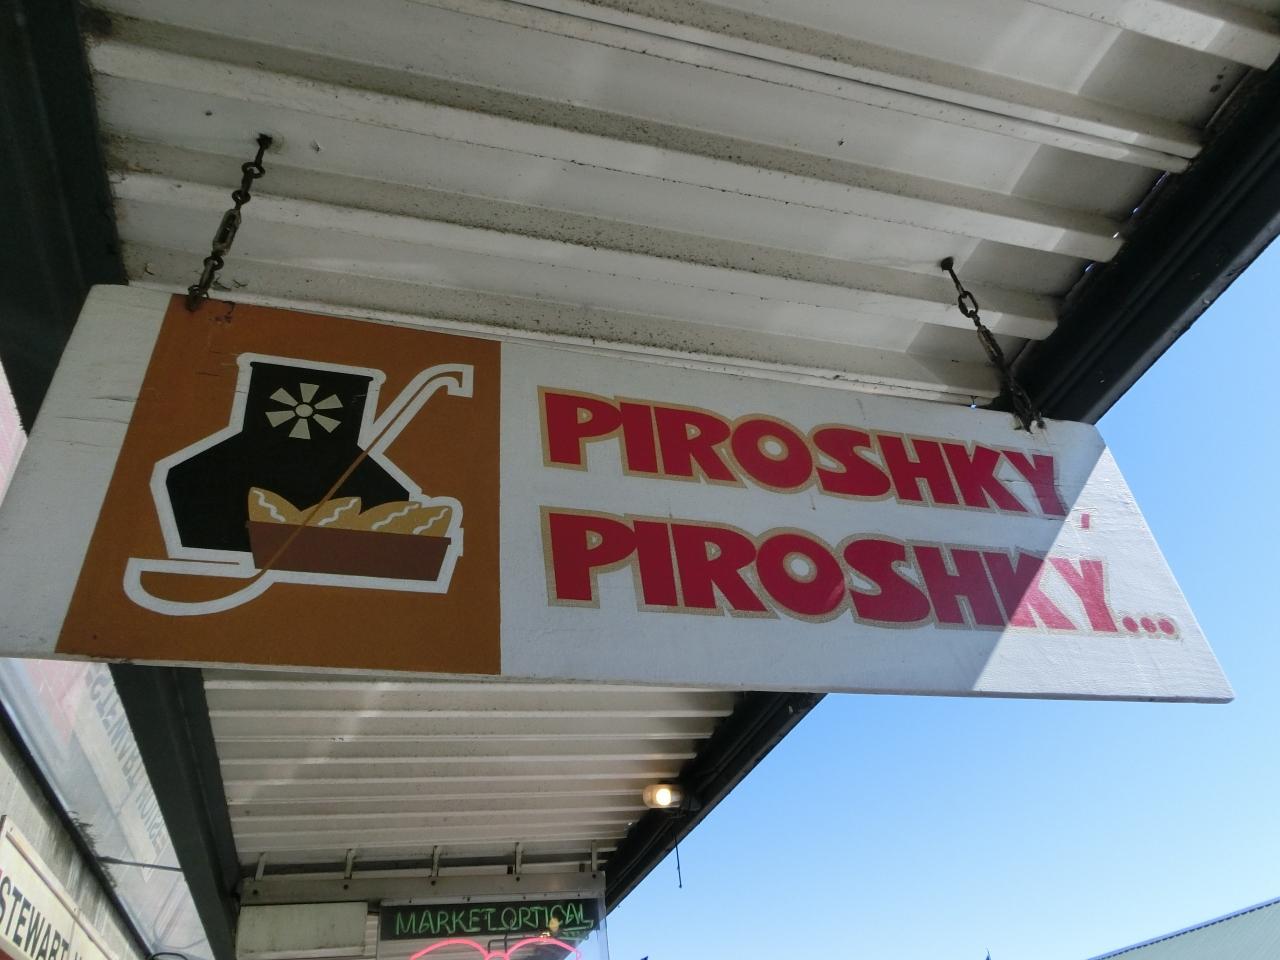 PIROSHKY,
PIROSHKY...
MARKET OPTICAL
STEWART